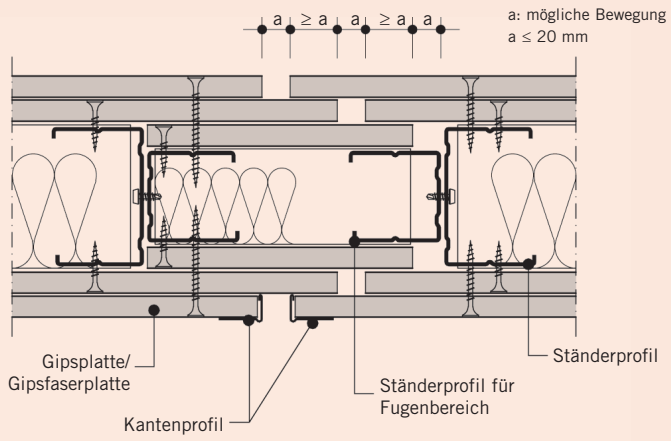 a ≥ a a ≥ a a
a: mögliche Bewegung
a ≤ 20 mm
Gipsplatte/
Gipsfaserplatte
Kantenprofil
Ständerprofil für
Fugenbereich
Ständerprofil